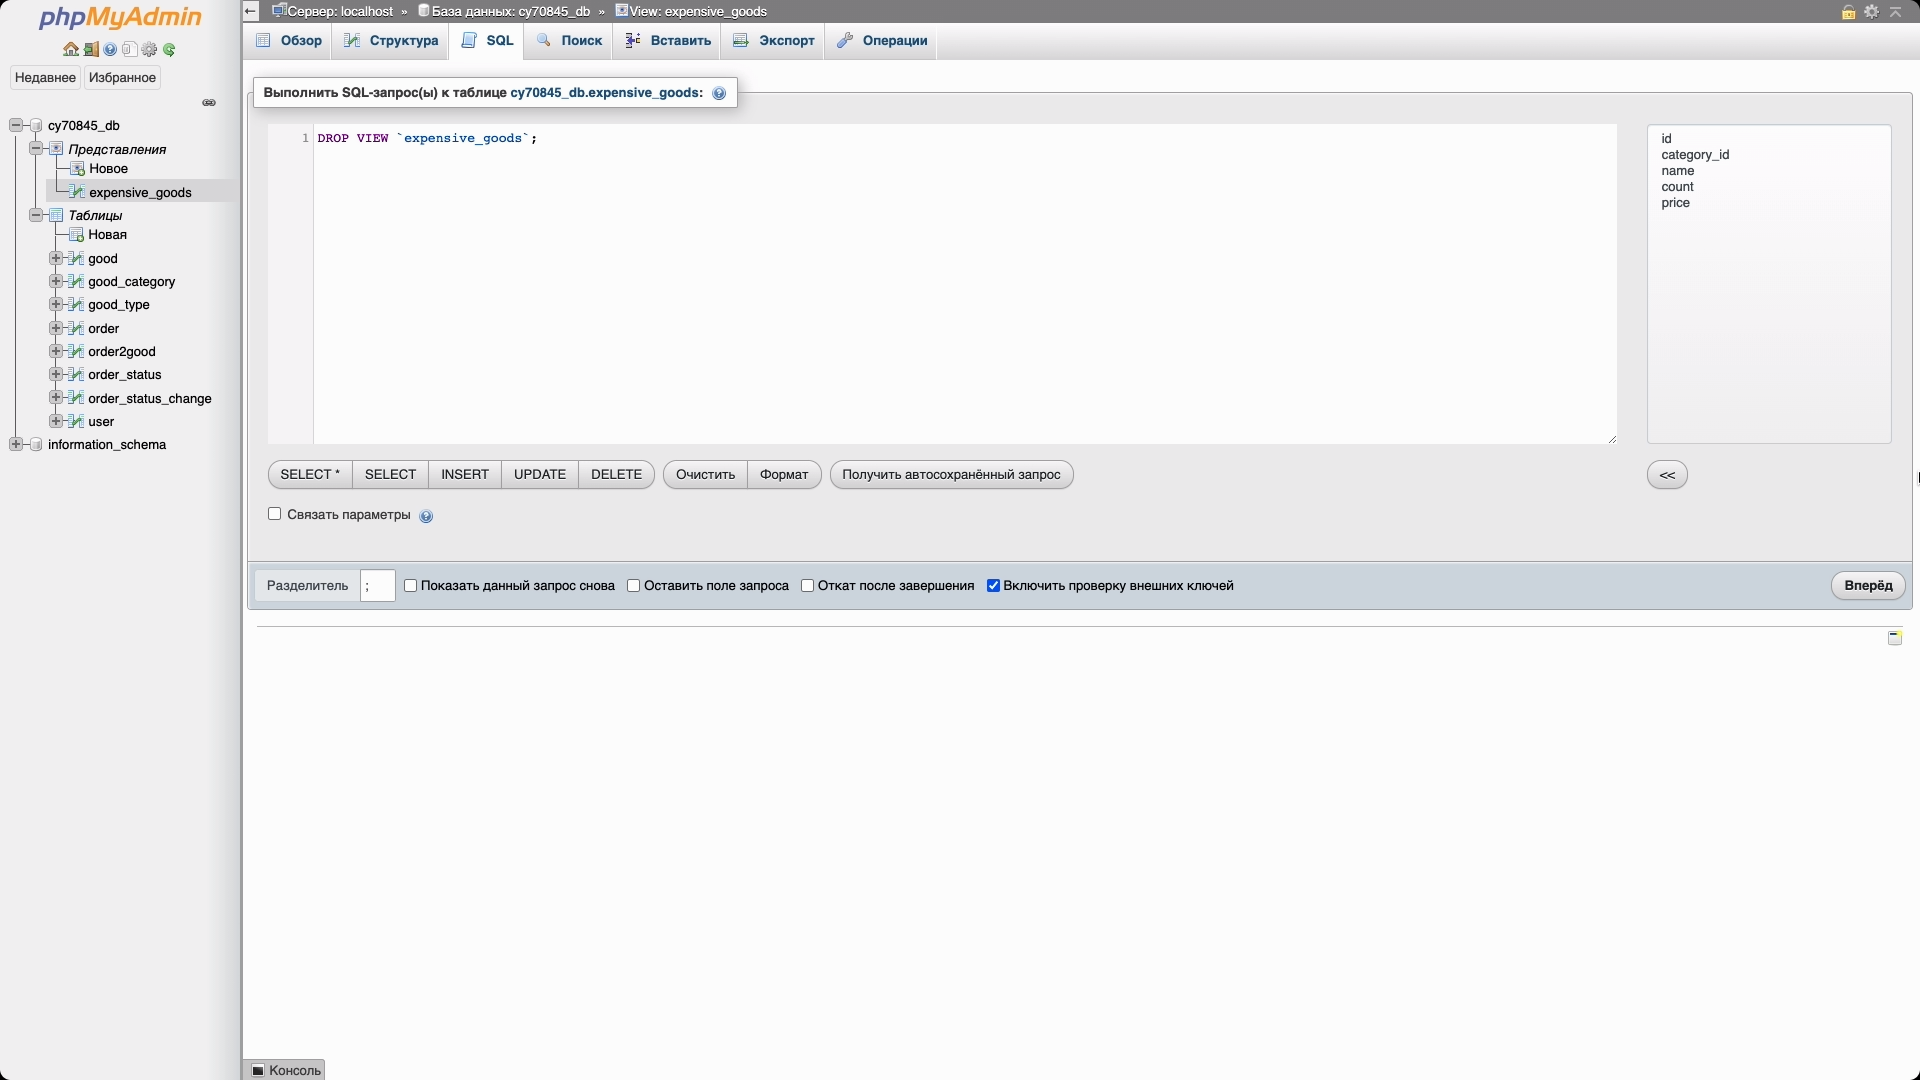 phpMyAdmin
Недавнее Избранное
cy70845_db
Представления
Новое
expensive_goods
Таблицы
Новая
good
good_category
good_type
order
order2good
order_status
order_status_change
user
information_schema
Сервер: localhost » База данных: cy70845_db » View: expensive_goods
Обзор Структура SQL Поиск Вставить Экспорт Операции
Выполнить SQL-запрос(ы) к таблице cy70845_db.expensive_goods:
1 DROP VIEW `expensive_goods`;
id
category_id
name
count
price
SELECT * SELECT INSERT UPDATE DELETE Очистить Формат Получить автосохранённый запрос <<
Связать параметры
Разделитель ; Показать данный запрос снова Оставить поле запроса Откат после завершения Включить проверку внешних ключей Вперёд
Консоль